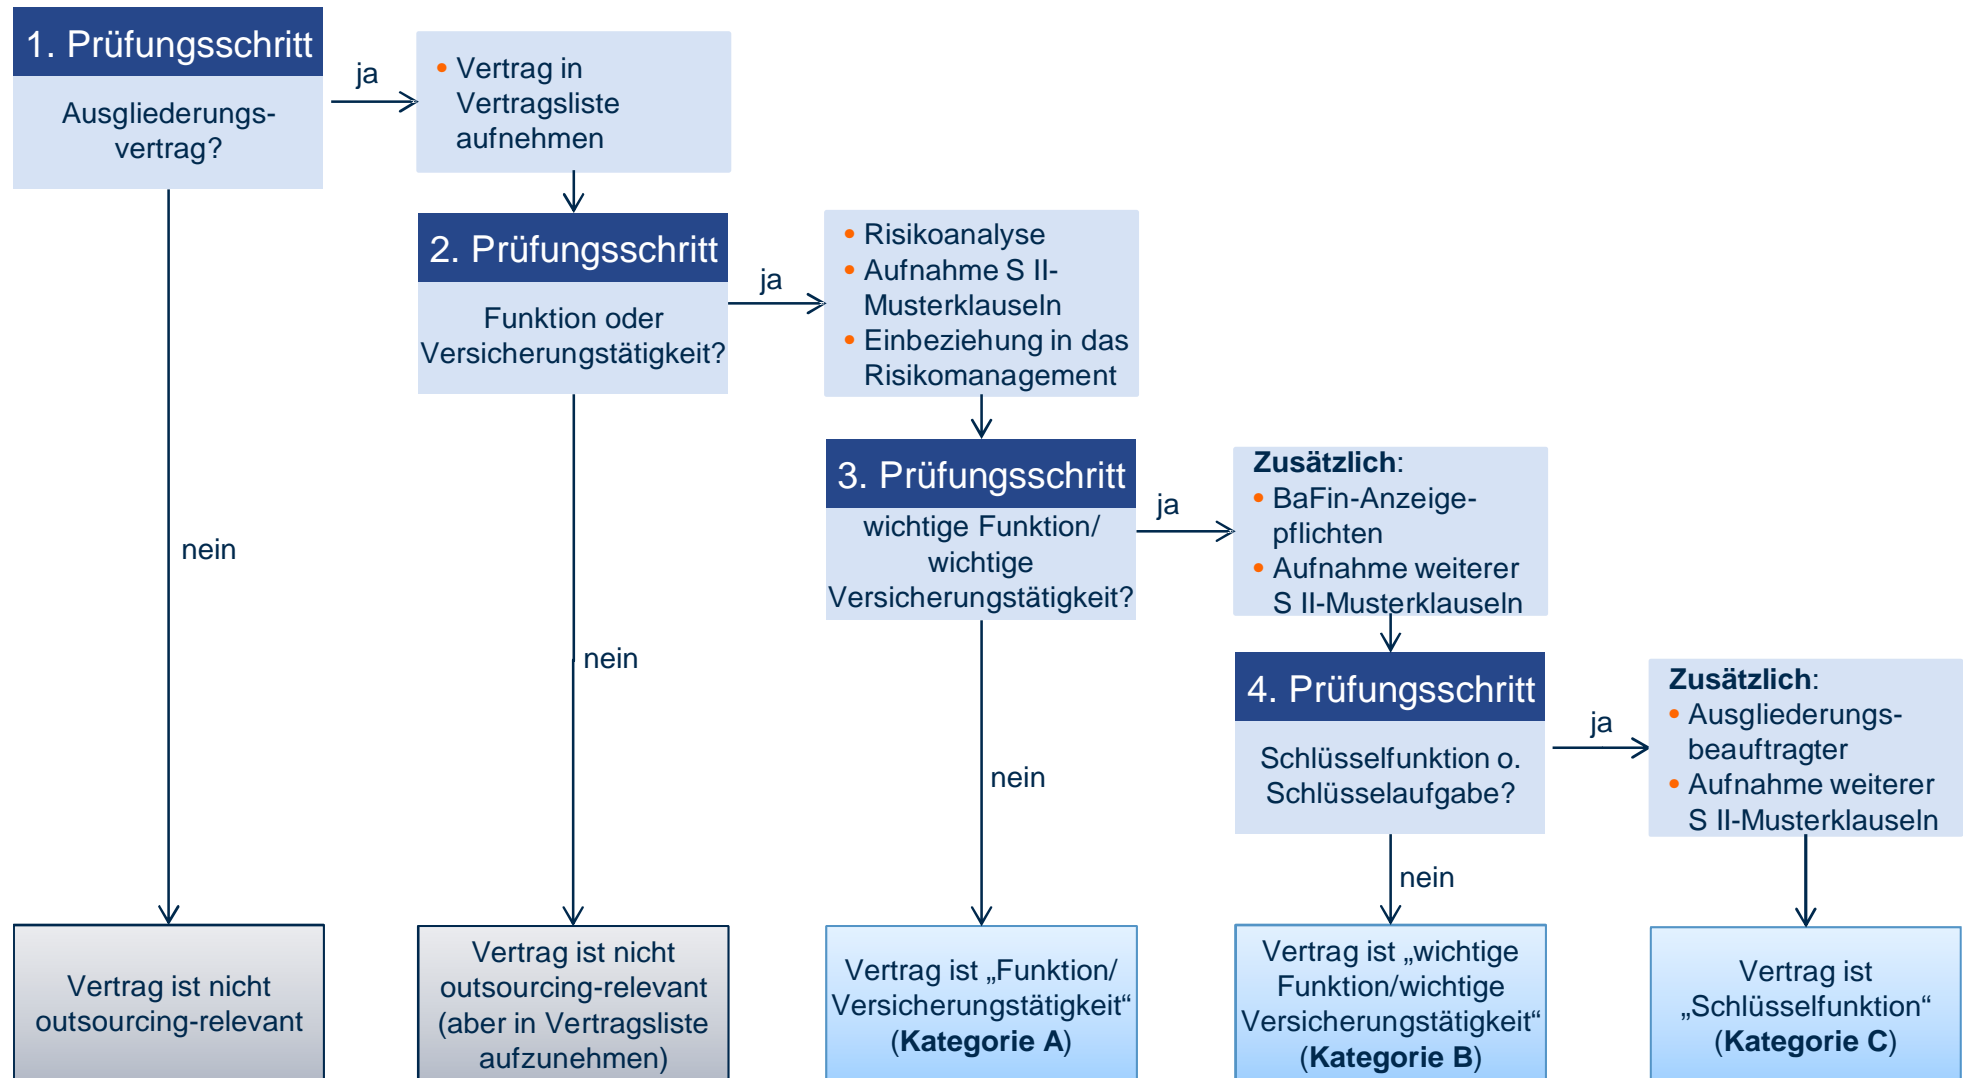 1. Prüfungsschritt
Ausgliederungs-
vertrag?
ja
• Vertrag in
Vertragsliste
aufnehmen
2. Prüfungsschritt
Funktion oder
Versicherungstätigkeit?
ja
• Risikoanalyse
• Aufnahme S II-
Musterklauseln
• Einbeziehung in das
Risikomanagement
3. Prüfungsschritt
wichtige Funktion/
wichtige
Versicherungstätigkeit?
ja
Zusätzlich:
• BaFin-Anzeige-
pflichten
• Aufnahme weiterer
S II-Musterklauseln
4. Prüfungsschritt
Schlüsselfunktion o.
Schlüsselaufgabe?
ja
Zusätzlich:
• Ausgliederungs-
beauftragter
• Aufnahme weiterer
S II-Musterklauseln
nein
nein
nein
nein
Vertrag ist nicht
outsourcing-relevant
Vertrag ist nicht
outsourcing-relevant
(aber in Vertragsliste
aufzunehmen)
Vertrag ist „Funktion/
Versicherungstätigkeit“
(Kategorie A)
Vertrag ist „wichtige
Funktion/wichtige
Versicherungstätigkeit“
(Kategorie B)
Vertrag ist
„Schlüsselfunktion“
(Kategorie C)